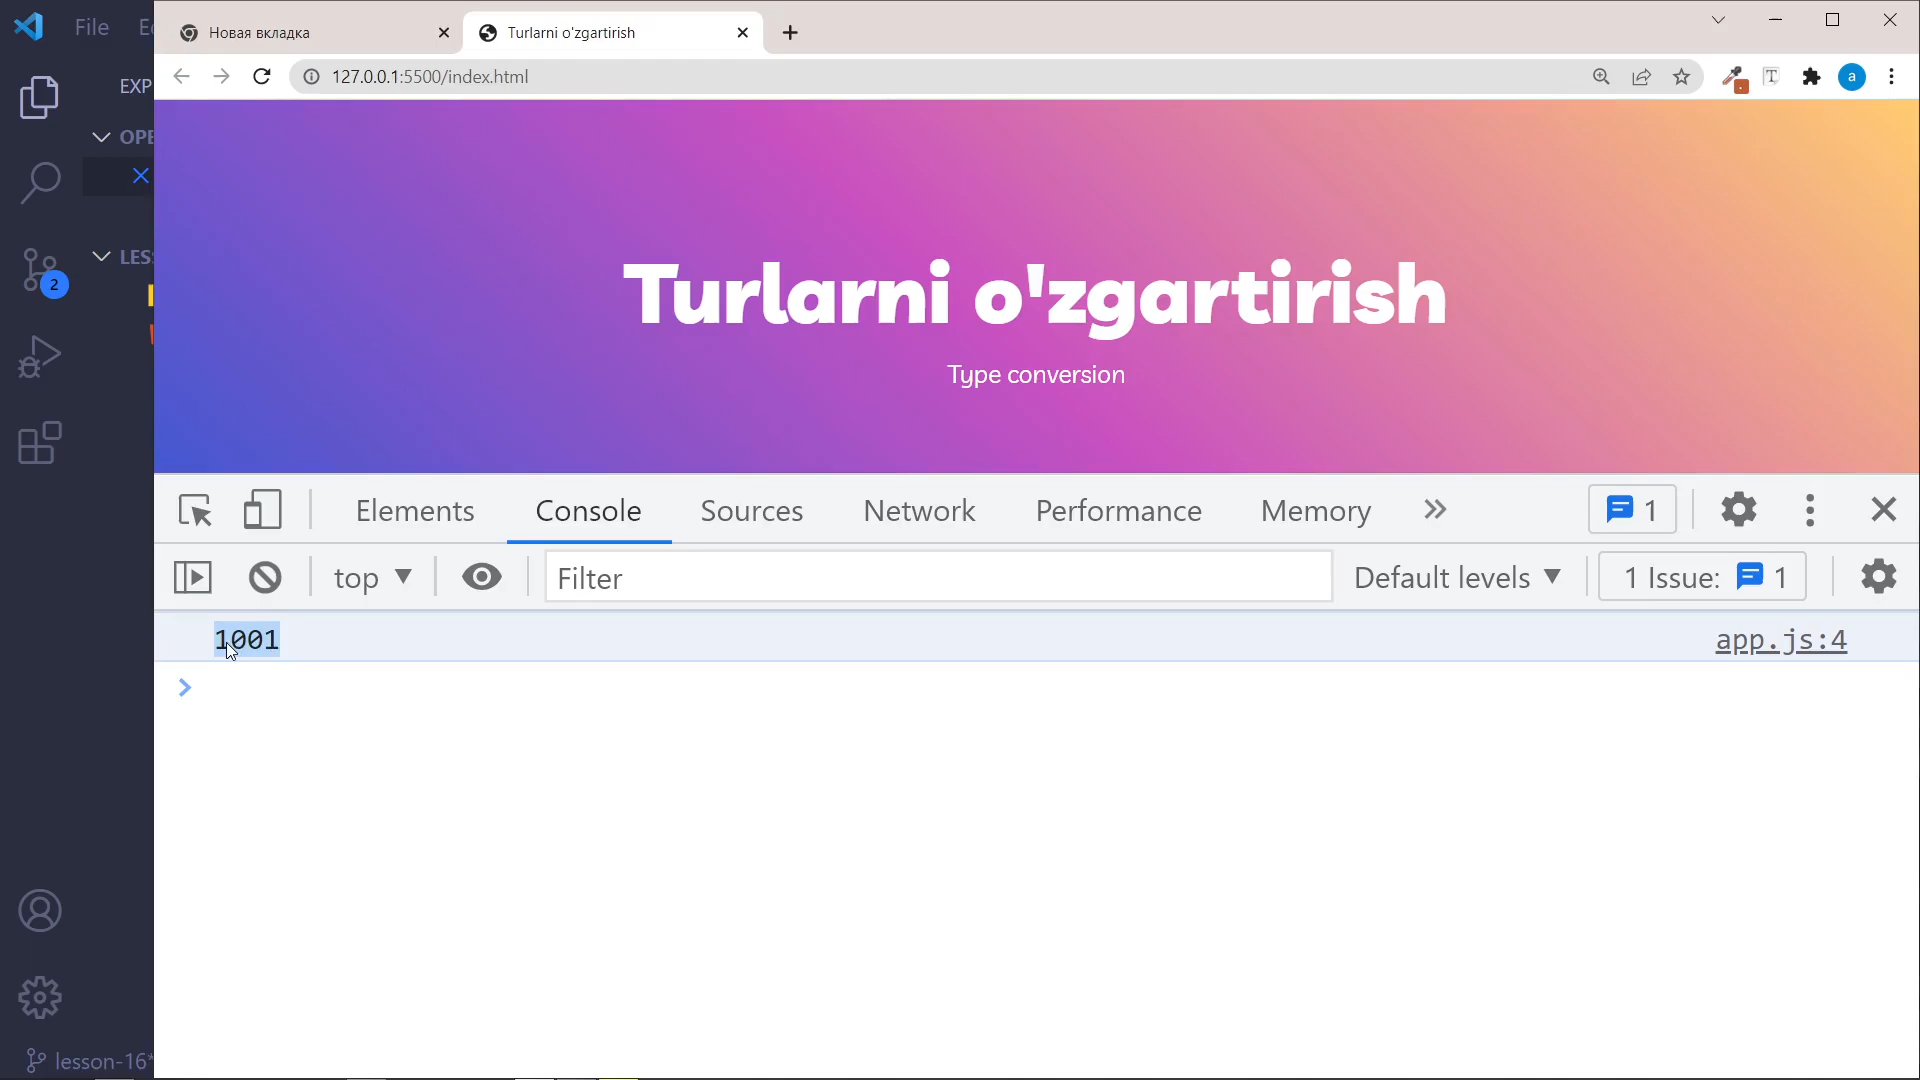 File Ed
Новая вкладка
Turlarni o'zgartirish
127.0.0.1:5500/index.html
T
a
EXP
OPE
LES
2
Turlarni o'zgartirish
Type conversion
Elements Console Sources Network Performance Memory
1
top
Filter
Default levels
1 Issue: 1
1001
app.js:4
lesson-16*